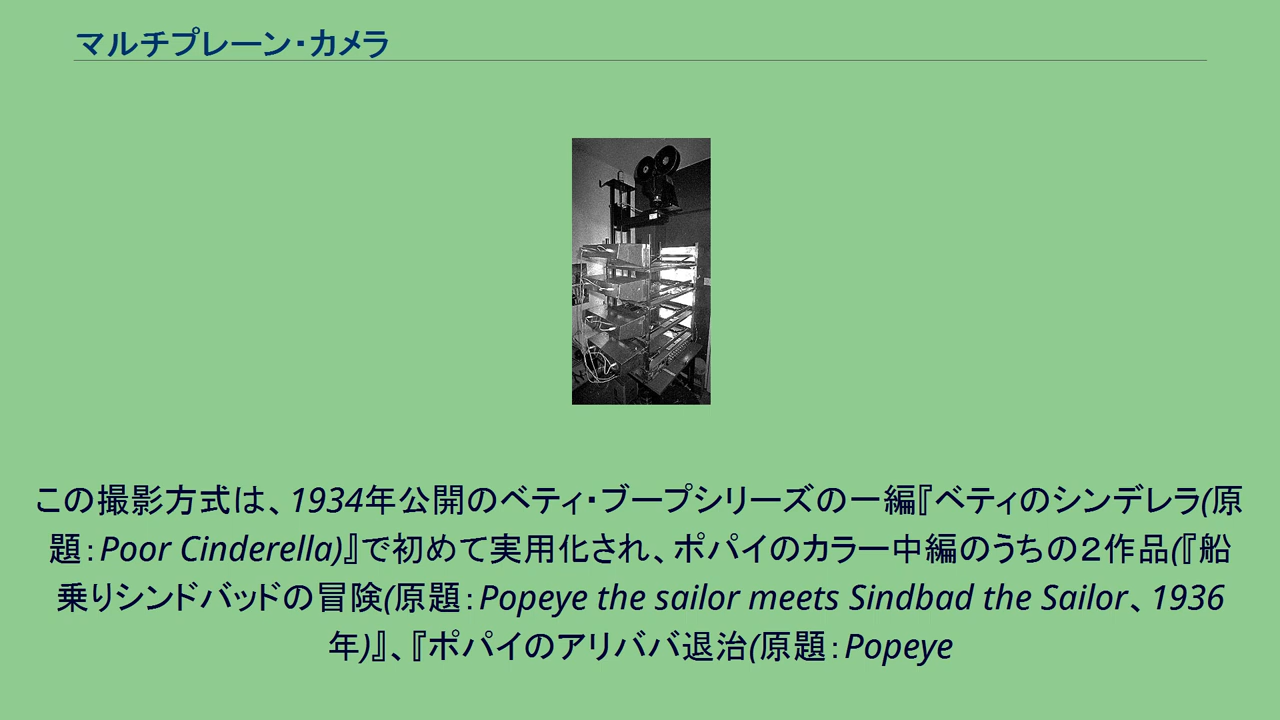 マルチプレーン・カメラ
この撮影方式は、1934年公開のベティ・ブープシリーズの一編『ベティのシンデレラ(原
題：Poor Cinderella)』で初めて実用化され、ポパイのカラー中編のうちの２作品(『船
乗りシンドバッドの冒険(原題：Popeye the sailor meets Sindbad the Sailor、1936
年)』、『ポパイのアリババ退治(原題：Popeye